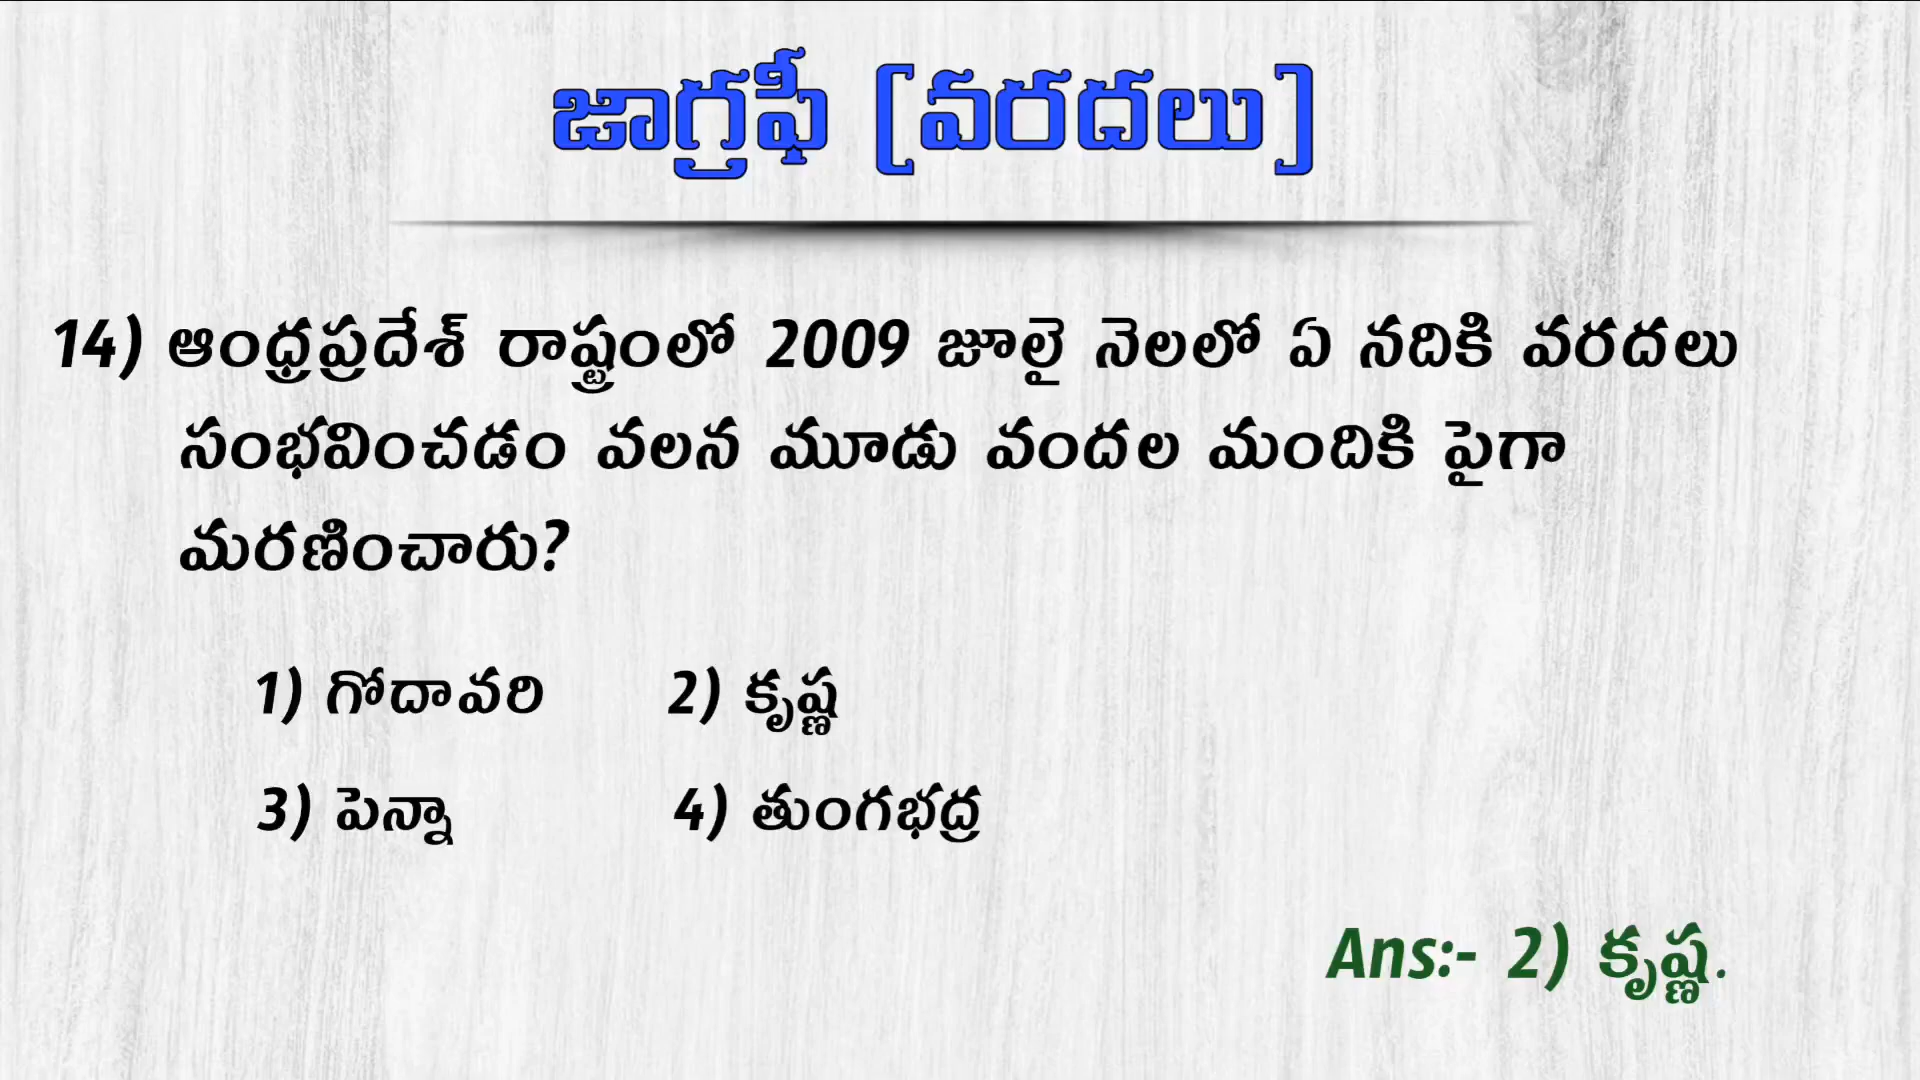 జాగ్రఫీ [వరదలు]
14) ఆంధ్రప్రదేశ్ రాష్ట్రంలో 2009 జూలై నెలలో ఏ నదికి వరదలు
సంభవించడం వలన మూడు వందల మందికి పైగా
మరణించారు?
1) గోదావరి 2) కృష్ణ
3) పెన్నా 4) తుంగభద్ర
Ans:- 2) కృష్ణ.